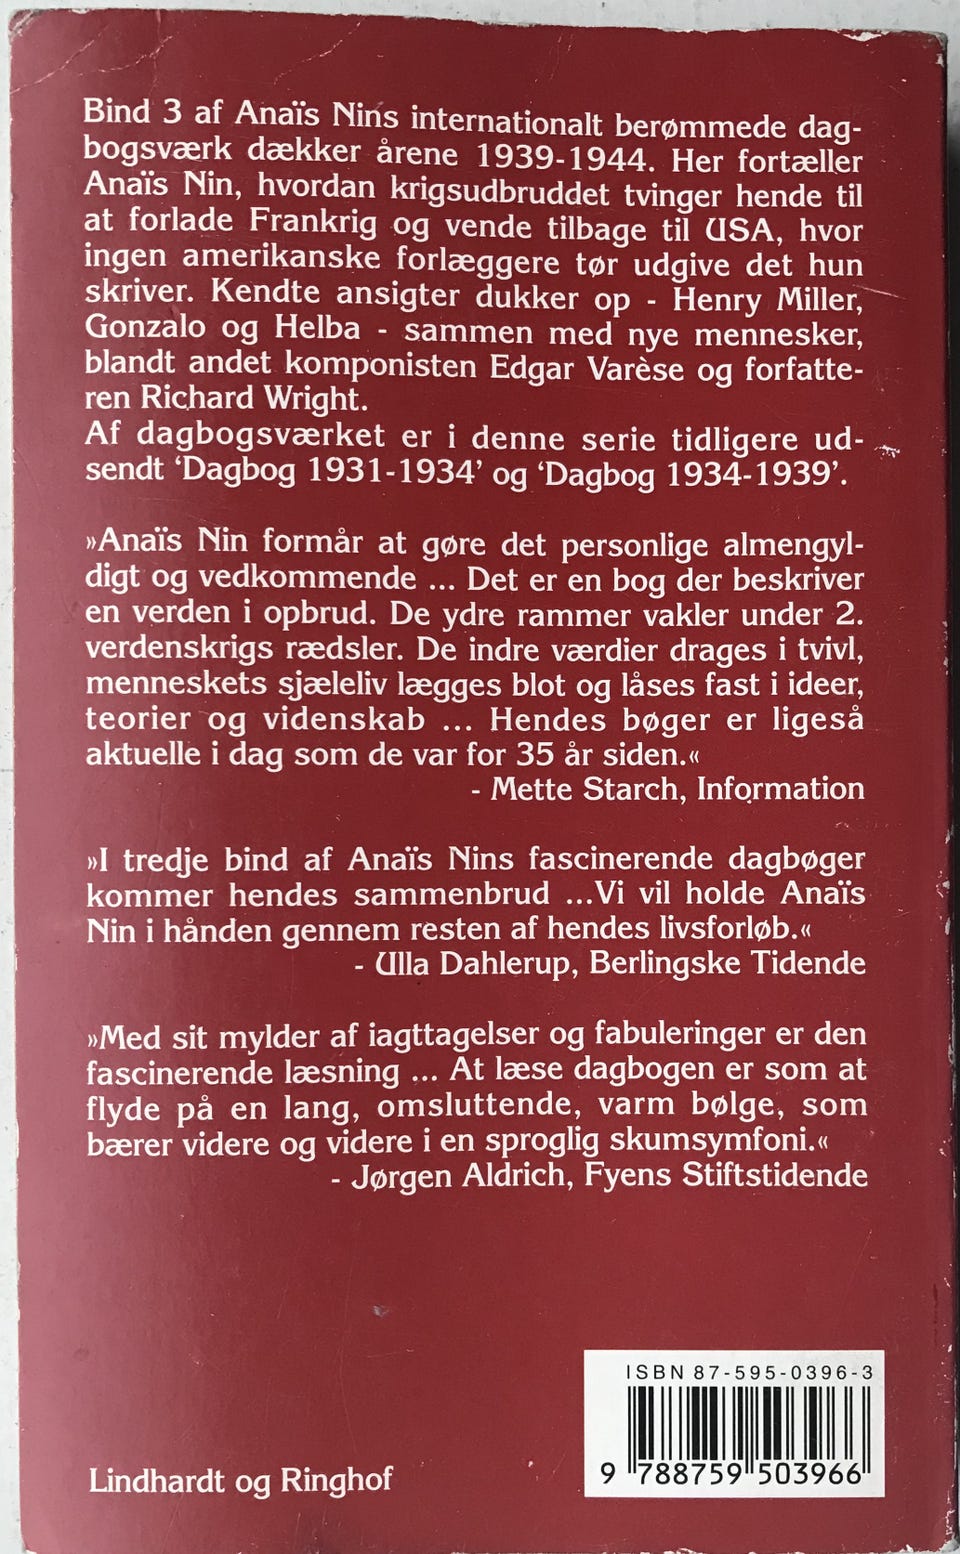 Bind 3 af Anaïs Nins internationalt berømmede dag-
bogsværk dækker årene 1939-1944. Her fortæller
Anaïs Nin, hvordan krigsudbruddet tvinger hende til
at forlade Frankrig og vende tilbage til USA, hvor
ingen amerikanske forlæggere tør udgive det hun
skriver. Kendte ansigter dukker op - Henry Miller,
Gonzalo og Helba - sammen med nye mennesker,
blandt andet komponisten Edgar Varèse og forfatte-
ren Richard Wright.
Af dagbogsværket er i denne serie tidligere ud-
sendt ‘Dagbog 1931-1934’ og ‘Dagbog 1934-1939’.
»Anaïs Nin formår at gøre det personlige almengyl-
digt og vedkommende ... Det er en bog der beskriver
en verden i opbrud. De ydre rammer vakler under 2.
verdenskrigs rædsler. De indre værdier drages i tvivl,
menneskets sjæleliv lægges blot og låses fast i ideer,
teorier og videnskab ... Hendes bøger er ligeså
aktuelle i dag som de var for 35 år siden.«
- Mette Starch, Information
»I tredje bind af Anaïs Nins fascinerende dagbøger
kommer hendes sammenbrud ...Vi vil holde Anaïs
Nin i hånden gennem resten af hendes livsforløb.«
- Ulla Dahlerup, Berlingske Tidende
»Med sit mylder af iagttagelser og fabuleringer er den
fascinerende læsning ... At læse dagbogen er som at
flyde på en lang, omsluttende, varm bølge, som
bærer videre og videre i en sproglig skumsymfoni.«
- Jørgen Aldrich, Fyens Stiftstidende
ISBN 87-595-0396-3
9 788759 503966
Lindhardt og Ringhof